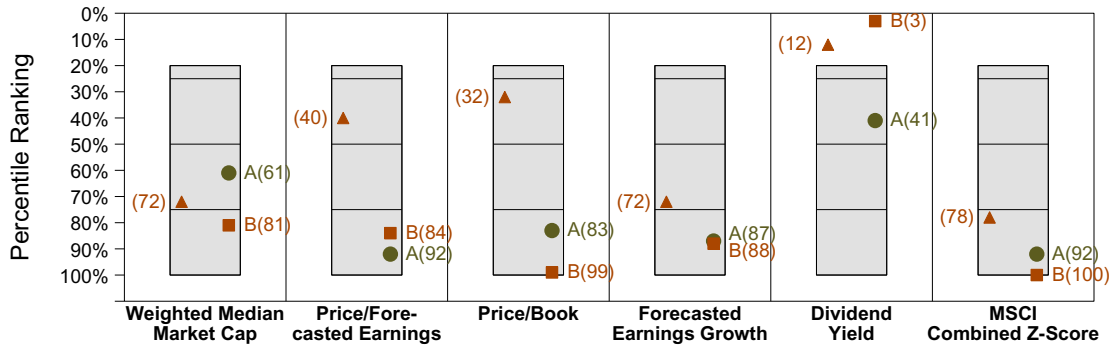 Percentile Ranking
0%
10%
20%
30%
40%
50%
60%
70%
80%
90%
100%
(72)
A(61)
B(81)
(40)
B(84)
A(92)
(32)
A(83)
B(99)
(72)
A(87)
B(88)
(12)
B(3)
A(41)
(78)
A(92)
B(100)
Weighted Median
Market Cap
Price/Fore-
casted Earnings
Price/Book
Forecasted
Earnings Growth
Dividend
Yield
MSCI
Combined Z-Score